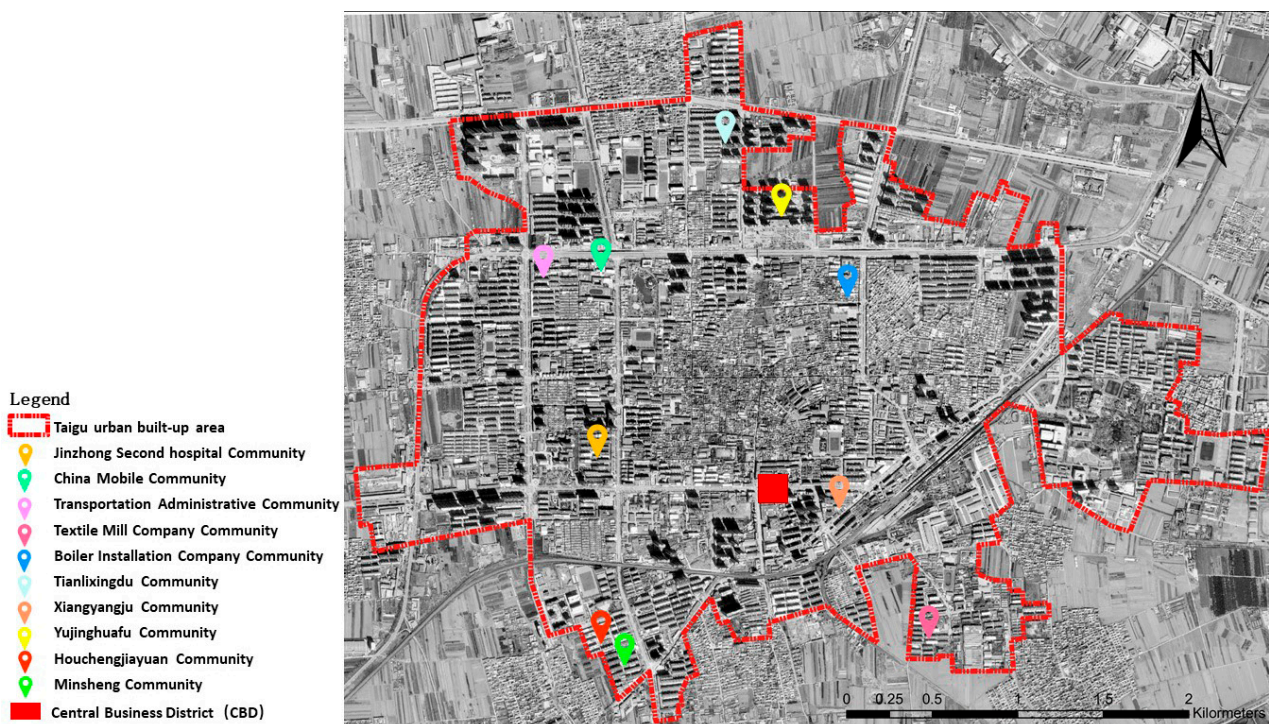 N
Legend
Taigu urban built-up area
Jinzhong Second hospital Community
China Mobile Community
Transportation Administrative Community
Textile Mill Company Community
Boiler Installation Company Community
Tianlixingdu Community
Xiangyangju Community
Yujinghuafu Community
Houchengjiayuan Community
Minsheng Community
Central Business District（CBD）
0 0.25 0.5 1 1.5 2
Kilormeters